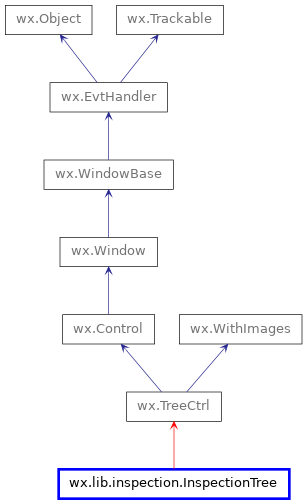 wx.Object
wx.Trackable
wx.EvtHandler
wx.WindowBase
wx.Window
wx.Control
wx.WithImages
wx.TreeCtrl
wx.lib.inspection.InspectionTree